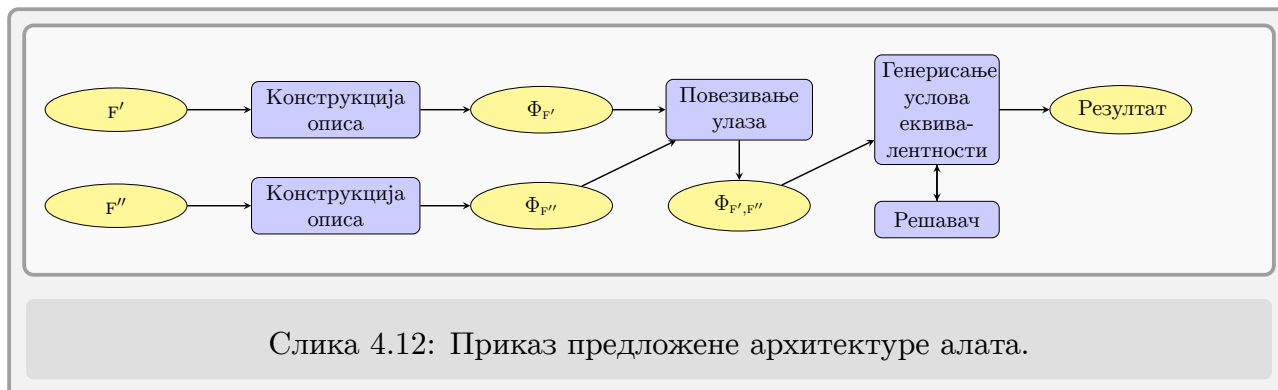 F′
Конструкција
описа
Φ_F′
Повезивање
улаза
Генерисање
услова
еквива-
лентности
Резултат
F″
Конструкција
описа
Φ_F″
Φ_F′,F″
Решавач
Слика 4.12: Приказ предложене архитектуре алата.